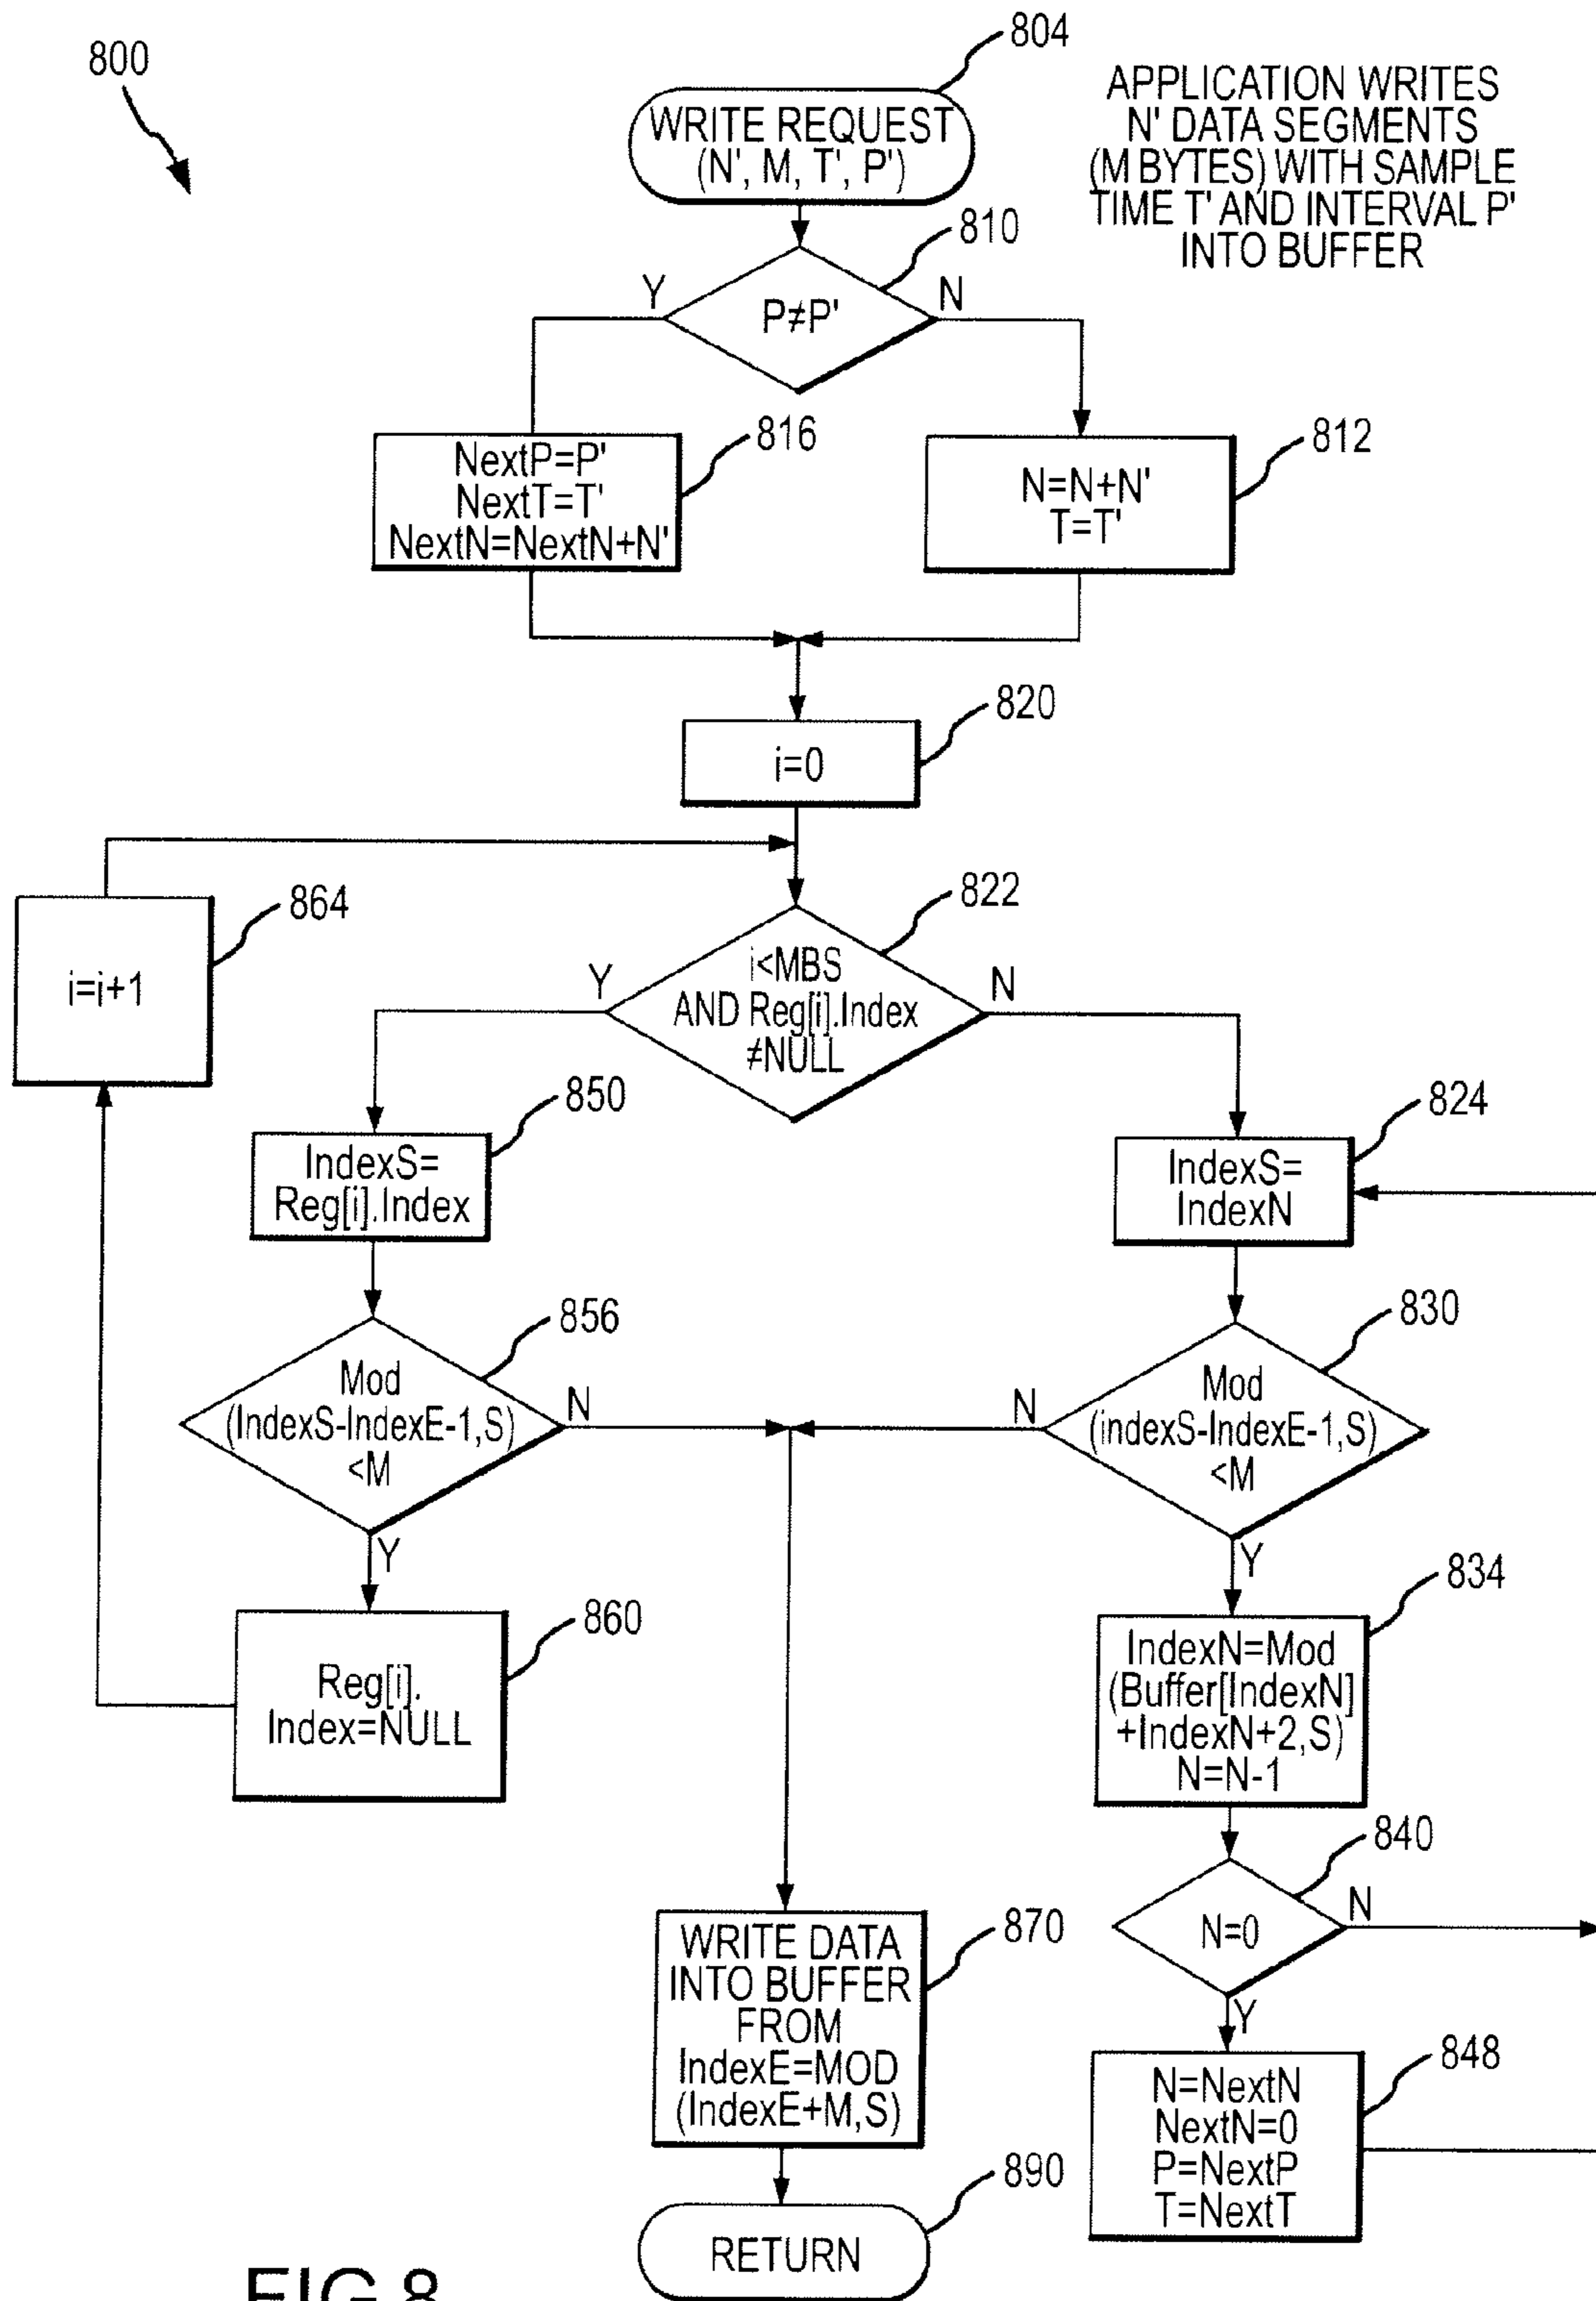 800
804
WRITE REQUEST
(N', M, T', P')
APPLICATION WRITES
N' DATA SEGMENTS
(M BYTES) WITH SAMPLE
TIME T' AND INTERVAL P'
INTO BUFFER
810
Y
P≠P'
N
816
NextP=P'
NextT=T'
NextN=NextN+N'
812
N=N+N'
T=T'
820
i=0
864
i=i+1
822
Y
i<MBS
AND Reg[i].Index
≠NULL
N
850
IndexS=
Reg[i].Index
824
IndexS=
IndexN
856
Mod
(IndexS-IndexE-1,S)
<M
N
Y
830
N
Mod
(indexS-IndexE-1,S)
<M
Y
860
Reg[i].
Index=NULL
834
IndexN=Mod
(Buffer[IndexN]
+IndexN+2,S)
N=N-1
840
N=0
N
Y
870
WRITE DATA
INTO BUFFER
FROM
IndexE=MOD
(IndexE+M,S)
848
N=NextN
NextN=0
P=NextP
T=NextT
890
RETURN
FIG.8